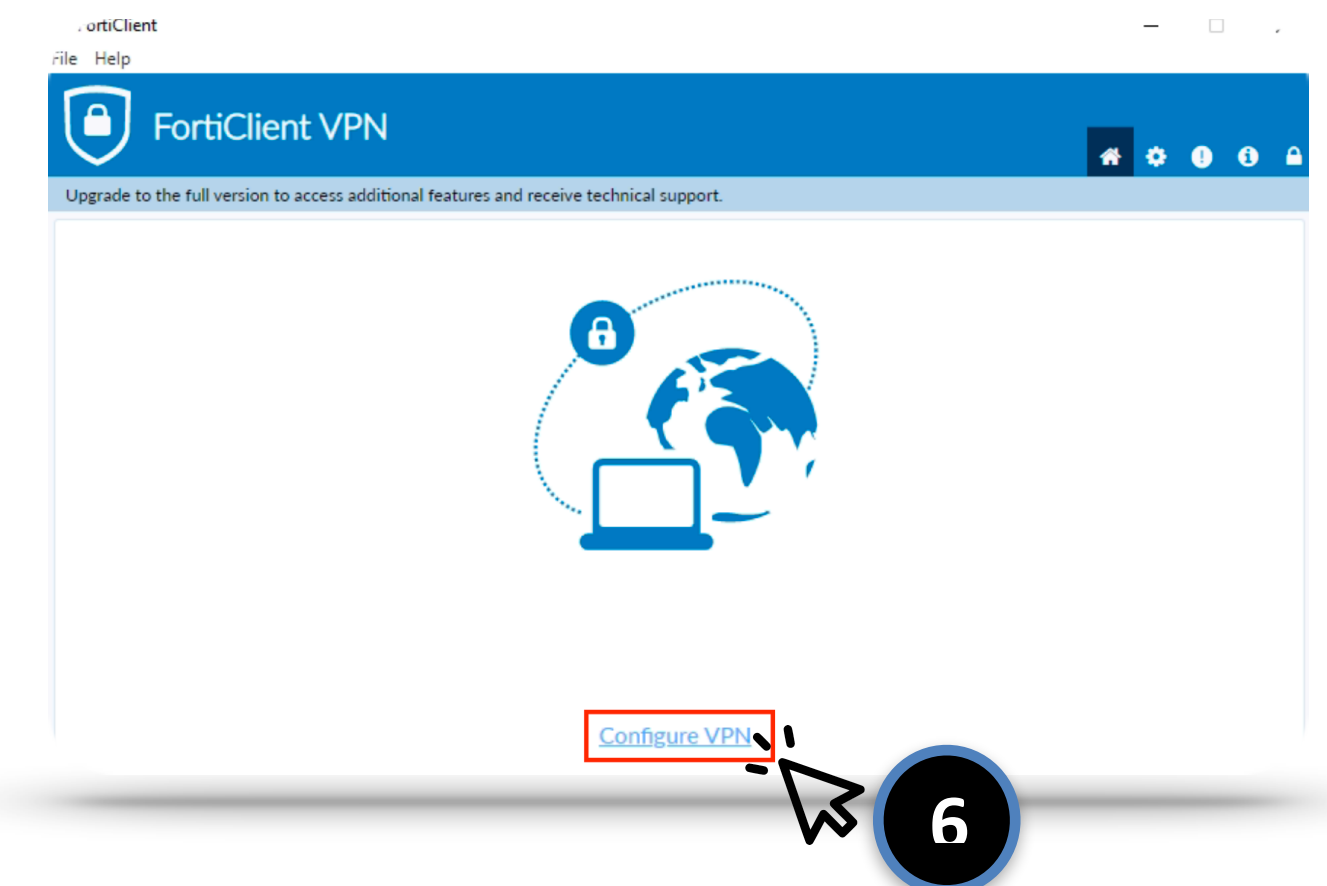 ortiClient
File Help
FortiClient VPN
Upgrade to the full version to access additional features and receive technical support.
Configure VPN
6